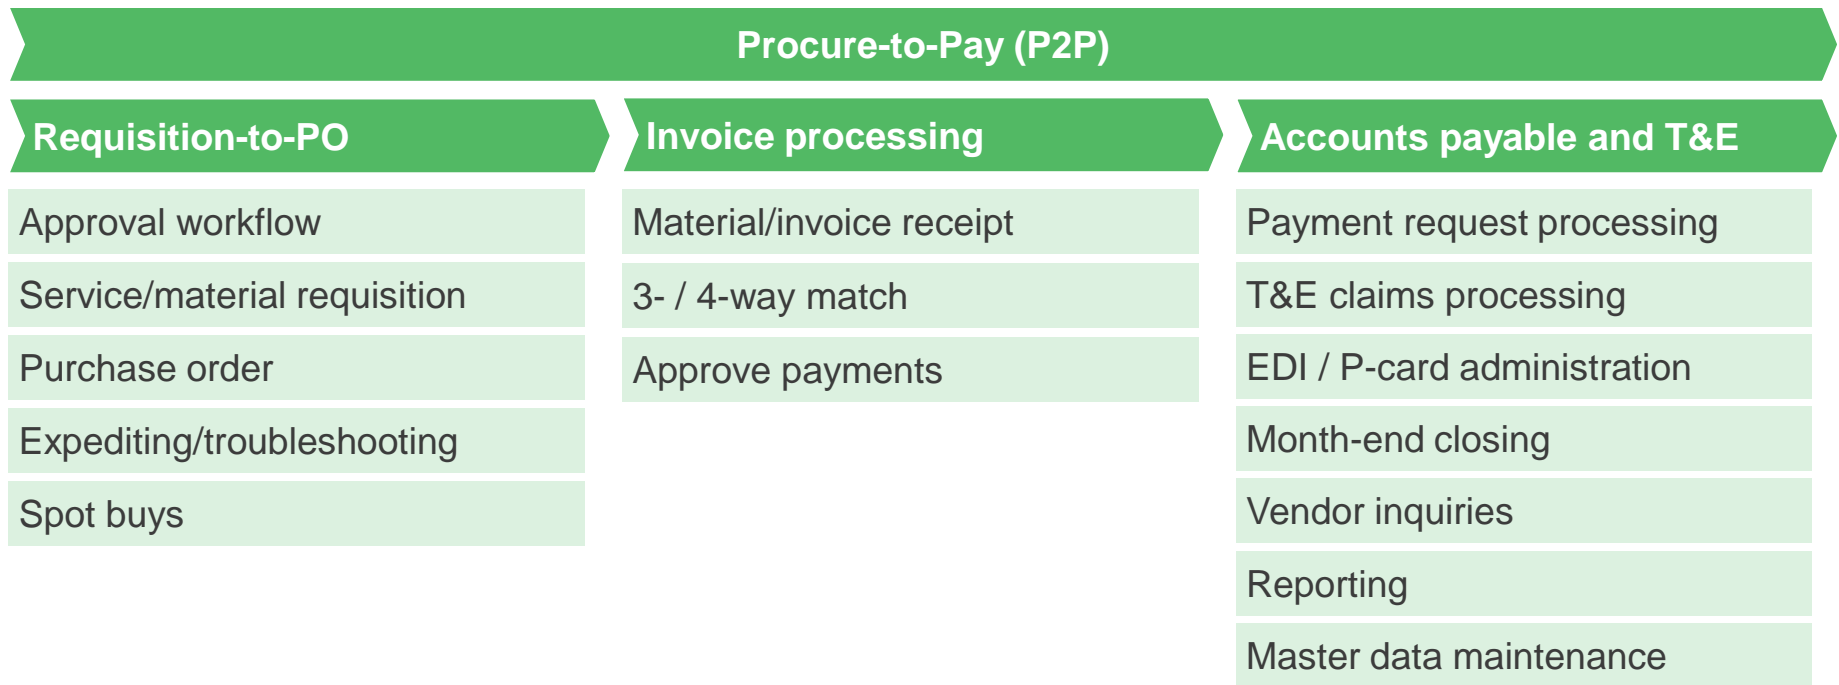 Procure-to-Pay (P2P)
Requisition-to-PO
Approval workflow
Service/material requisition
Purchase order
Expediting/troubleshooting
Spot buys
Invoice processing
Material/invoice receipt
3- / 4-way match
Approve payments
Accounts payable and T&E
Payment request processing
T&E claims processing
EDI / P-card administration
Month-end closing
Vendor inquiries
Reporting
Master data maintenance